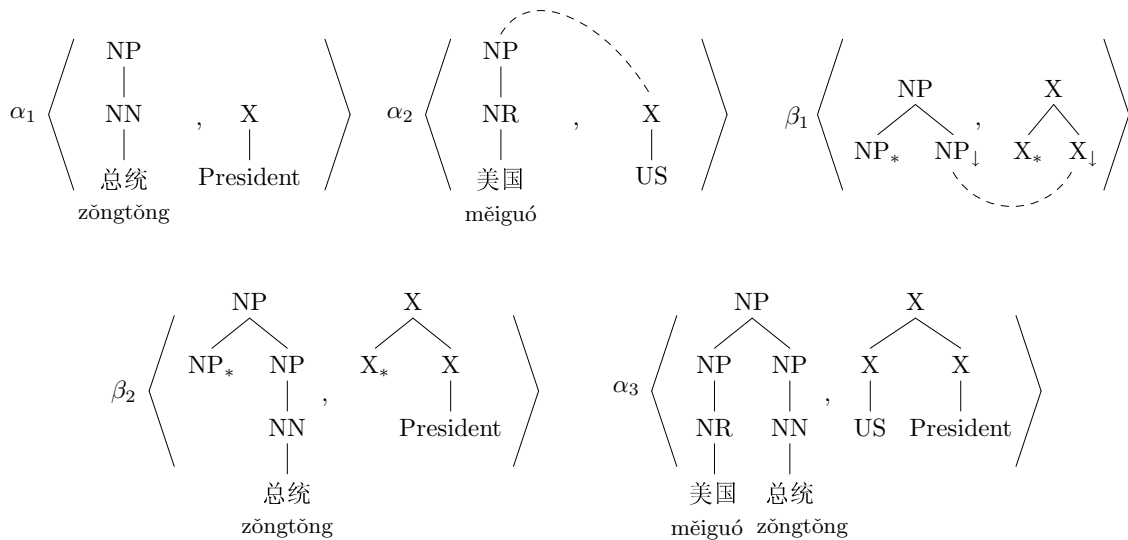 NP NP NP X
α₁ NN , X α₂ NR , X β₁ NP∗ NP↓ , X∗ X↓
总统 President 美国 US
zǒngtǒng měiguó
NP X NP X
NP∗ NP X∗ X NP NP X X
β₂ , α₃ ,
NN President NR NN US President
总统 美国 总统
zǒngtǒng měiguó zǒngtǒng